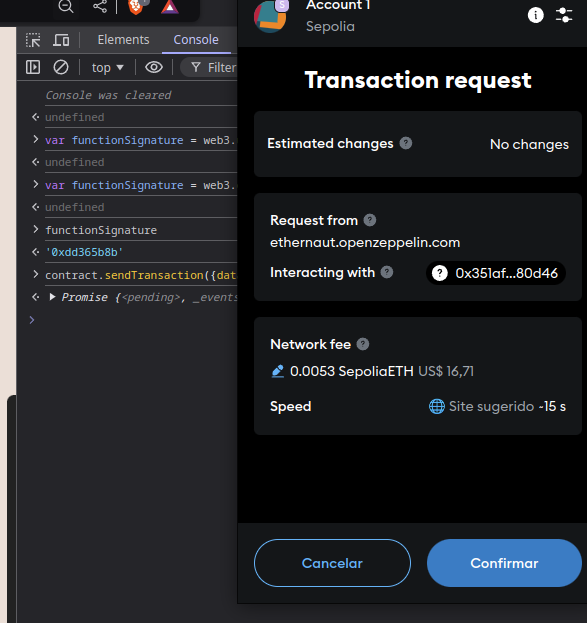 Elements Console
top Filter
Console was cleared
undefined
var functionSignature = web3.
undefined
var functionSignature = web3.
undefined
functionSignature
'0xdd365b8b'
contract.sendTransaction({dat
Promise {<pending>, _events
Account 1
Sepolia
Transaction request
Estimated changes ? No changes
Request from ?
ethernaut.openzeppelin.com
Interacting with ? ? 0x351af...80d46
Network fee ?
0.0053 SepoliaETH US$ 16,71
Speed Site sugerido ~15 s
Cancelar Confirmar